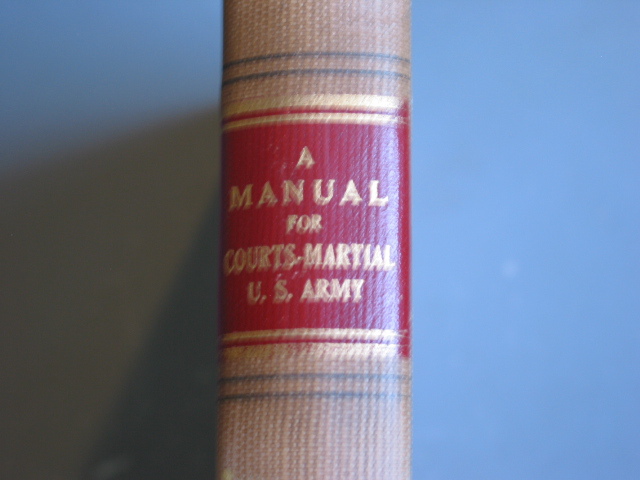 A
MANUAL
FOR
COURTS-MARTIAL
U. S. ARMY